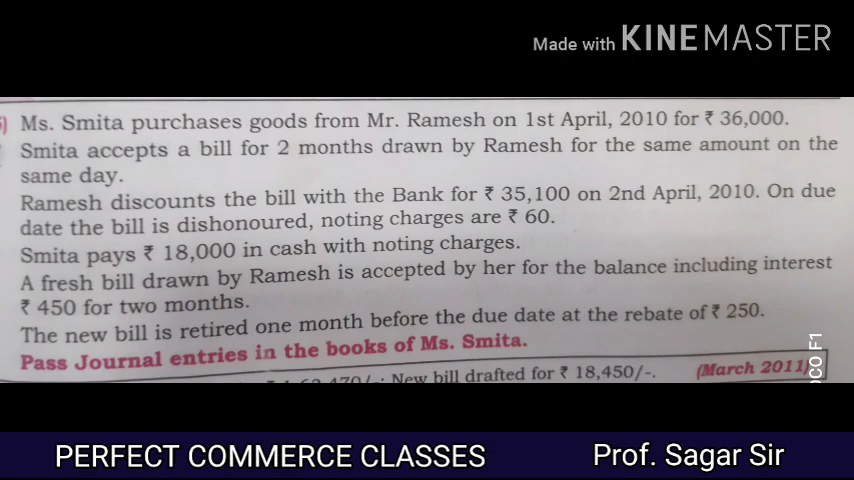 Made with KINEMASTER
Ms. Smita purchases goods from Mr. Ramesh on 1st April, 2010 for ₹ 36,000.
Smita accepts a bill for 2 months drawn by Ramesh for the same amount on the
same day.
Ramesh discounts the bill with the Bank for ₹ 35,100 on 2nd April, 2010. On due
date the bill is dishonoured, noting charges are ₹ 60.
Smita pays ₹ 18,000 in cash with noting charges.
A fresh bill drawn by Ramesh is accepted by her for the balance including interest
₹ 450 for two months.
The new bill is retired one month before the due date at the rebate of ₹ 250.
Pass Journal entries in the books of Ms. Smita.
New bill drafted for ₹ 18,450/-. (March 2011)
OCO F1
PERFECT COMMERCE CLASSES Prof. Sagar Sir